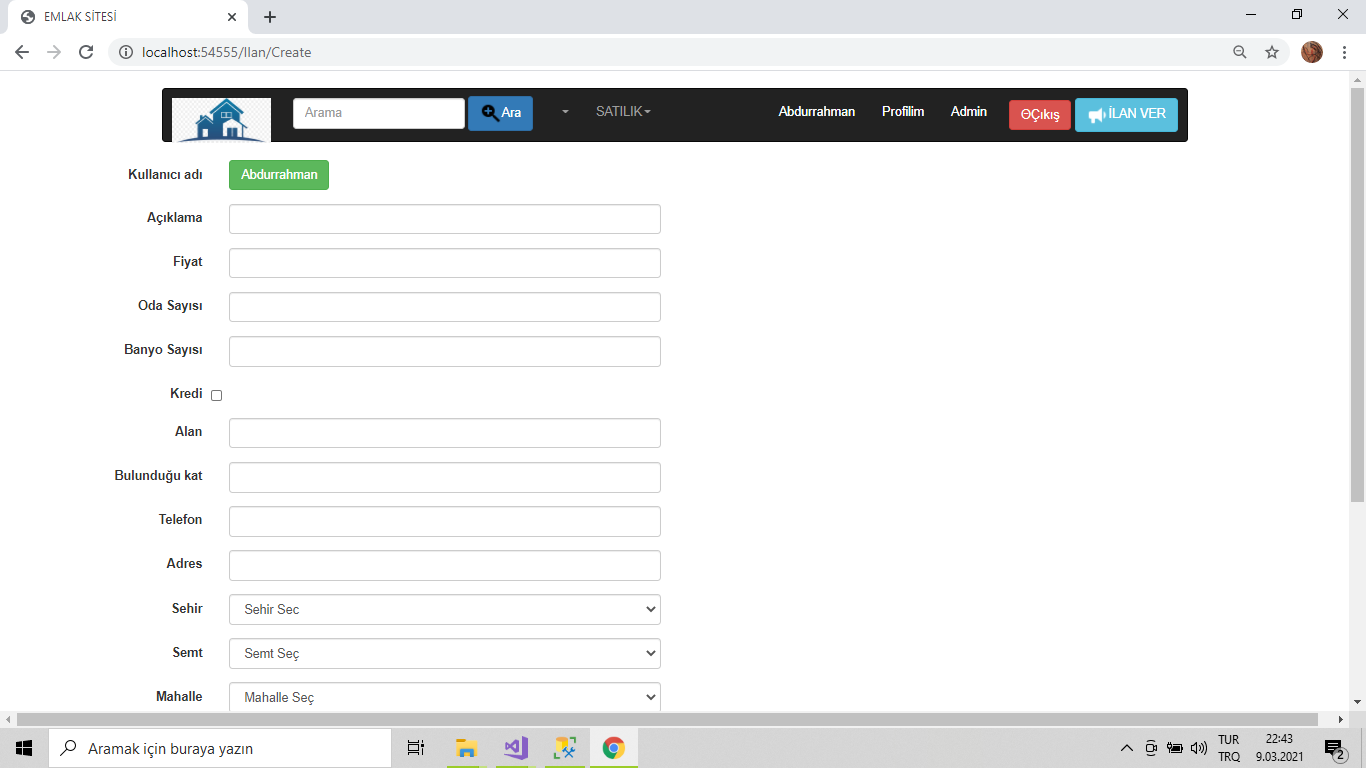 EMLAK SİTESİ
localhost:54555/Ilan/Create
Arama Ara SATILIK Abdurrahman Profilim Admin Çıkış İLAN VER
Kullanıcı adı Abdurrahman
Açıklama
Fiyat
Oda Sayısı
Banyo Sayısı
Kredi
Alan
Bulunduğu kat
Telefon
Adres
Sehir Sehir Sec
Semt Semt Seç
Mahalle Mahalle Seç
Aramak için buraya yazın
TUR 22:43
TRQ 9.03.2021 2